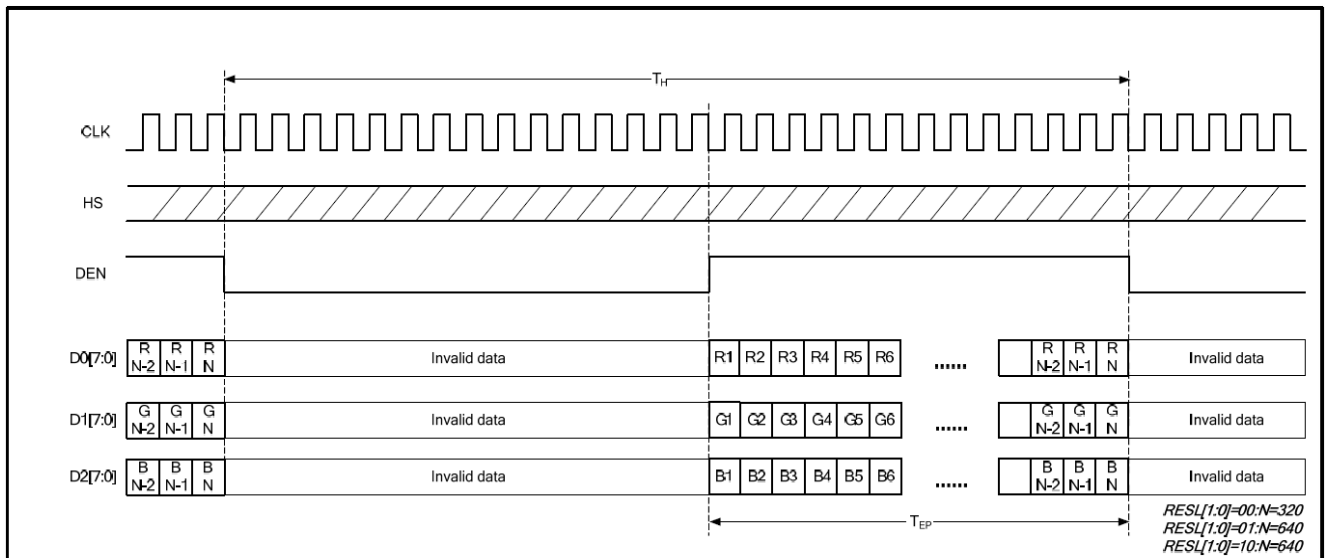 TH
CLK
HS
DEN
D0[7:0] R N-2 R N-1 R N Invalid data R1 R2 R3 R4 R5 R6 ...... R N-2 R N-1 R N Invalid data
D1[7:0] G N-2 G N-1 G N Invalid data G1 G2 G3 G4 G5 G6 ...... G N-2 G N-1 G N Invalid data
D2[7:0] B N-2 B N-1 B N Invalid data B1 B2 B3 B4 B5 B6 ...... B N-2 B N-1 B N Invalid data
TEP
RESL[1:0]=00:N=320
RESL[1:0]=01:N=640
RESL[1:0]=10:N=640